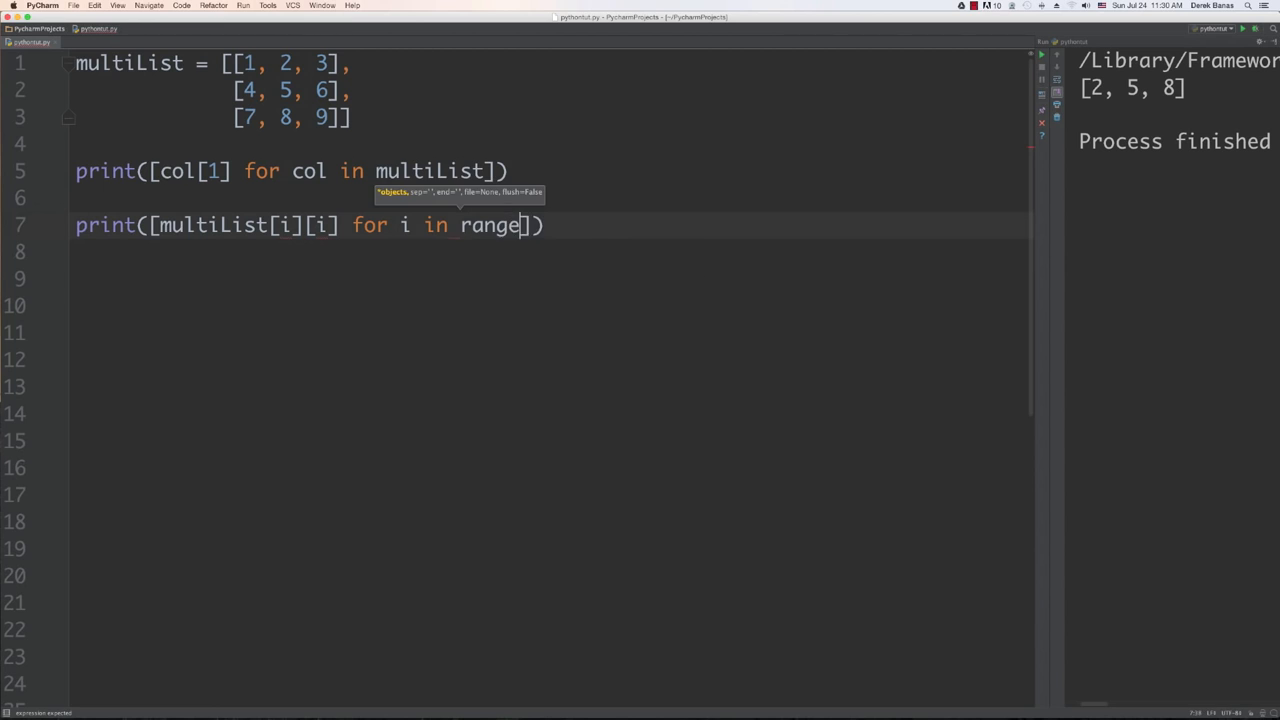 PyCharm File Edit View Navigate Code Refactor Run Tools VCS Window Help
10 Sun Jul 24 11:30 AM Derek Banas
pythontut.py - PycharmProjects - [~/PycharmProjects]
PycharmProjects pythontut.py pythontut
pythontut.py Run pythontut
1 multiList = [[1, 2, 3],
2 [4, 5, 6],
3 [7, 8, 9]]
4
5 print([col[1] for col in multiList])
*objects, sep=' ', end='', file=None, flush=False
6
7 print([multiList[i][i] for i in range])
8
9
10
11
12
13
14
15
16
17
18
19
20
21
22
23
24
/Library/Framewor
[2, 5, 8]
Process finished
expression expected 7:38 LF≑ UTF-8≑